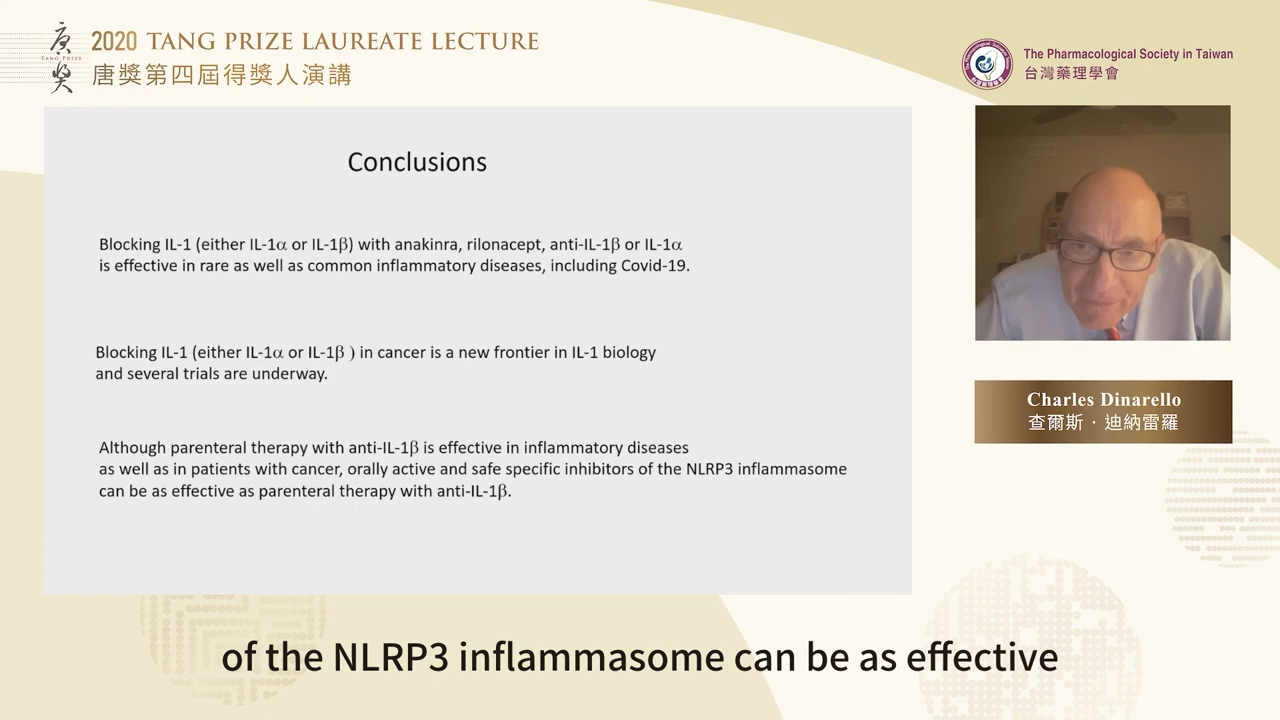 唐獎
TANG PRIZE
2020 TANG PRIZE LAUREATE LECTURE
唐獎第四屆得獎人演講
The Pharmacological Society in Taiwan
台灣藥理學會
Conclusions
Blocking IL-1 (either IL-1α or IL-1β) with anakinra, rilonacept, anti-IL-1β or IL-1α
is effective in rare as well as common inflammatory diseases, including Covid-19.
Blocking IL-1 (either IL-1α or IL-1β ) in cancer is a new frontier in IL-1 biology
and several trials are underway.
Although parenteral therapy with anti-IL-1β is effective in inflammatory diseases
as well as in patients with cancer, orally active and safe specific inhibitors of the NLRP3 inflammasome
can be as effective as parenteral therapy with anti-IL-1β.
Charles Dinarello
查爾斯 · 迪納雷羅
of the NLRP3 inflammasome can be as effective